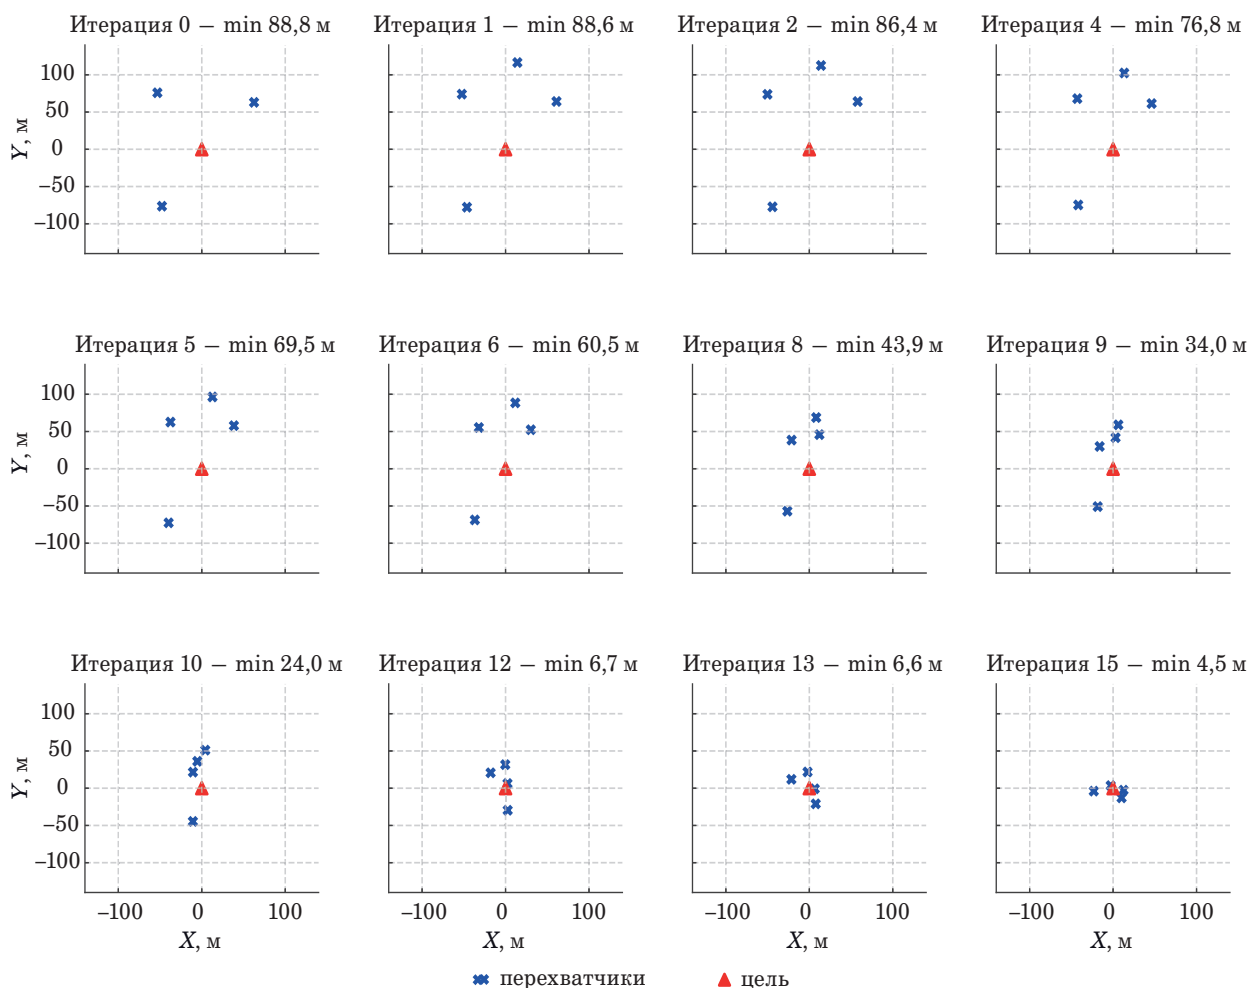 Итерация 0 – min 88,8 м
Итерация 1 – min 88,6 м
Итерация 2 – min 86,4 м
Итерация 4 – min 76,8 м
100
50
0
–50
–100
Y, м
Итерация 5 – min 69,5 м
Итерация 6 – min 60,5 м
Итерация 8 – min 43,9 м
Итерация 9 – min 34,0 м
100
50
0
–50
–100
Y, м
Итерация 10 – min 24,0 м
Итерация 12 – min 6,7 м
Итерация 13 – min 6,6 м
Итерация 15 – min 4,5 м
100
50
0
–50
–100
Y, м
–100 0 100
–100 0 100
–100 0 100
–100 0 100
X, м
X, м
X, м
X, м
перехватчики
цель